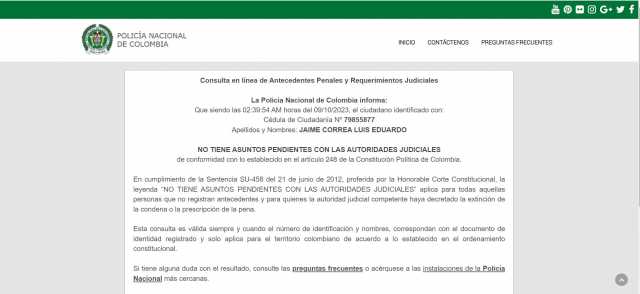 POLICÍA NACIONAL
DE COLOMBIA
INICIO CONTÁCTENOS PREGUNTAS FRECUENTES
Consulta en línea de Antecedentes Penales y Requerimientos Judiciales
La Policía Nacional de Colombia informa:
Que siendo las 02:39:54 AM horas del 09/10/2023, el ciudadano identificado con:
Cédula de Ciudadanía Nº 79855877
Apellidos y Nombres: JAIME CORREA LUIS EDUARDO
NO TIENE ASUNTOS PENDIENTES CON LAS AUTORIDADES JUDICIALES
de conformidad con lo establecido en el artículo 248 de la Constitución Política de Colombia.
En cumplimiento de la Sentencia SU-458 del 21 de junio de 2012, proferida por la Honorable Corte Constitucional, la
leyenda "NO TIENE ASUNTOS PENDIENTES CON LAS AUTORIDADES JUDICIALES" aplica para todas aquellas
personas que no registran antecedentes y para quienes la autoridad judicial competente haya decretado la extinción de
la condena o la prescripción de la pena.
Esta consulta es válida siempre y cuando el número de identificación y nombres, correspondan con el documento de
identidad registrado y solo aplica para el territorio colombiano de acuerdo a lo establecido en el ordenamiento
constitucional.
Si tiene alguna duda con el resultado, consulte las preguntas frecuentes o acérquese a las instalaciones de la Policía
Nacional más cercanas.